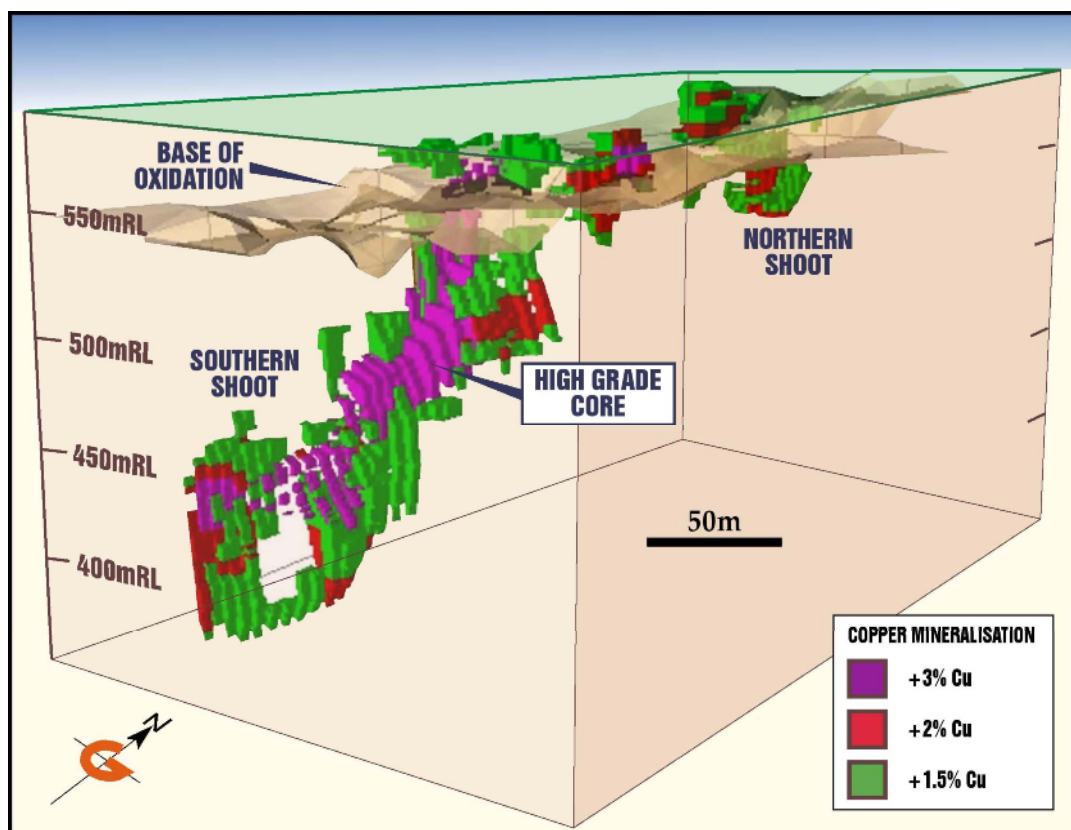 BASE OF
OXIDATION
550mRL
NORTHERN
SHOOT
500mRL
SOUTHERN
SHOOT
HIGH GRADE
CORE
450mRL
50m
400mRL
COPPER MINERALISATION
+3% Cu
+2% Cu
+1.5% Cu
N